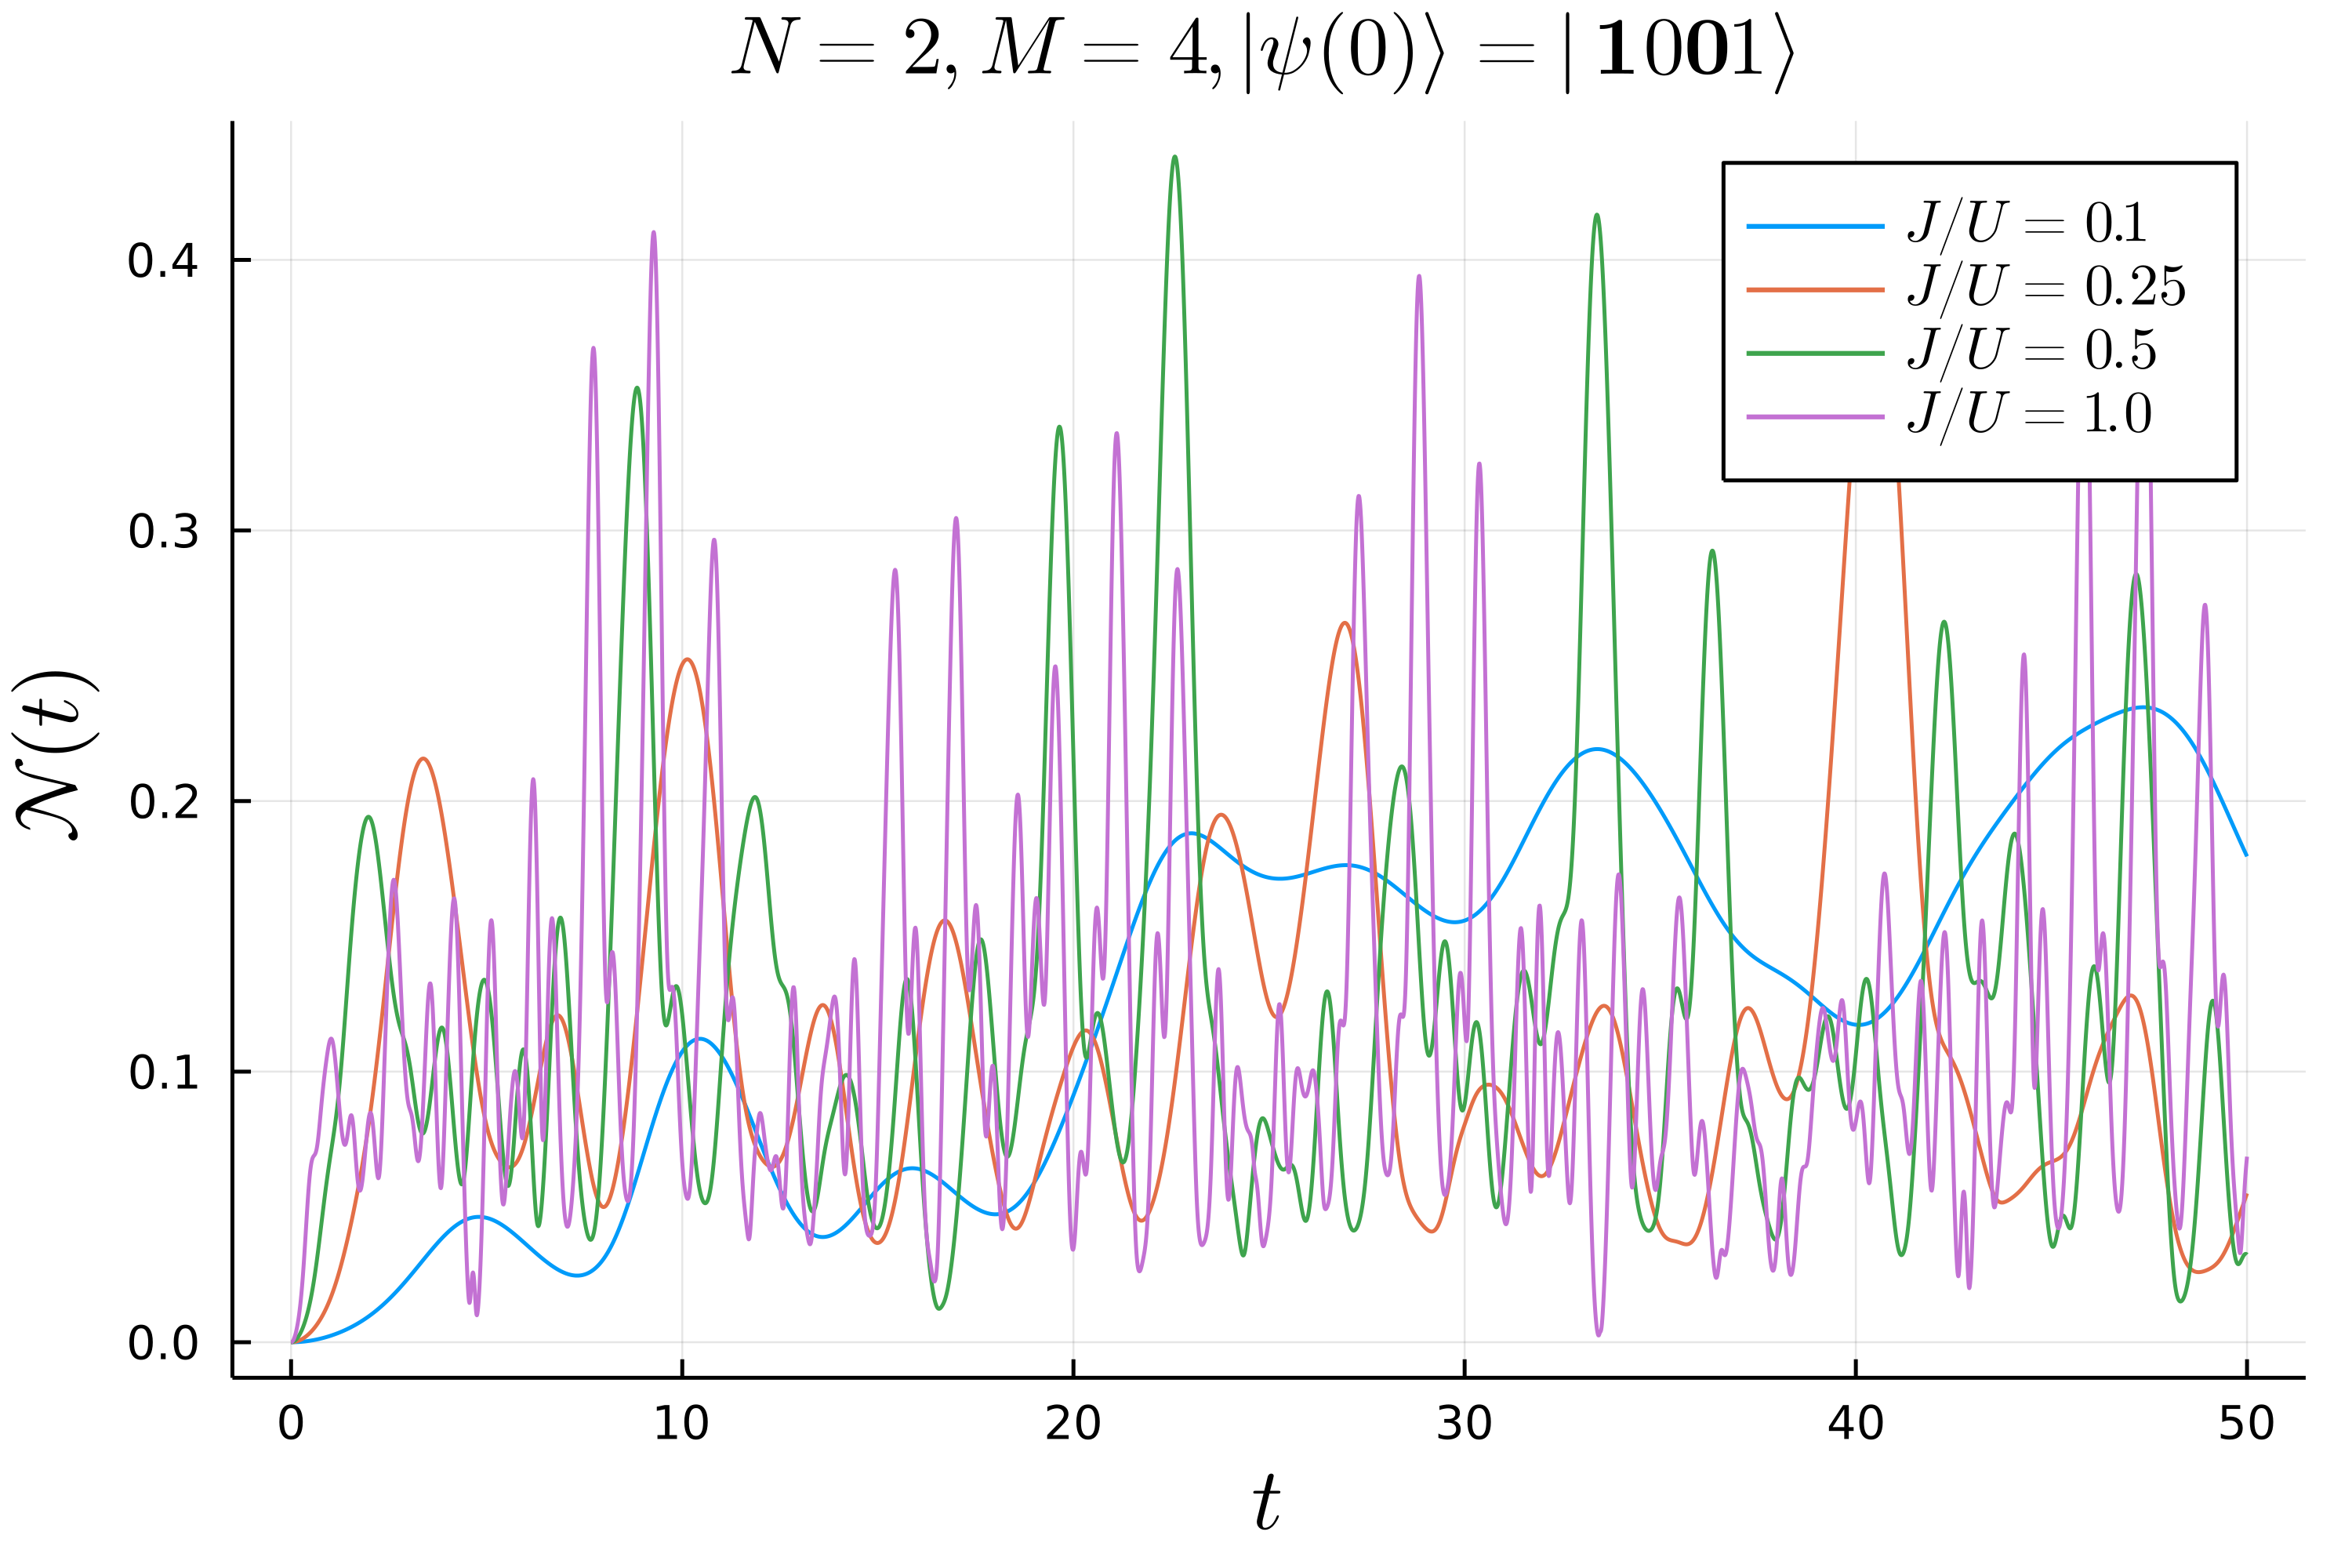 N = 2, M = 4, |ψ(0)⟩ = | 1001⟩
J/U = 0.1
J/U = 0.25
J/U = 0.5
J/U = 1.0
𝒩(t)
0.4
0.3
0.2
0.1
0.0
0 10 20 30 40 50
t